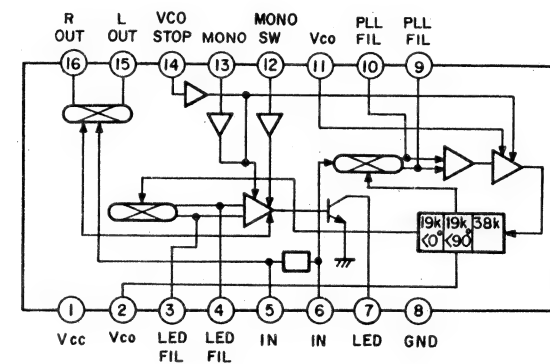 R OUT
L OUT
VCO STOP
MONO
MONO SW
Vco
PLL FIL
PLL FIL
16 15 14 13 12 11 10 9
19k <0°
19k <90°
38k
1 2 3 4 5 6 7 8
Vcc
Vco
LED FIL
LED FIL
IN
IN
LED
GND